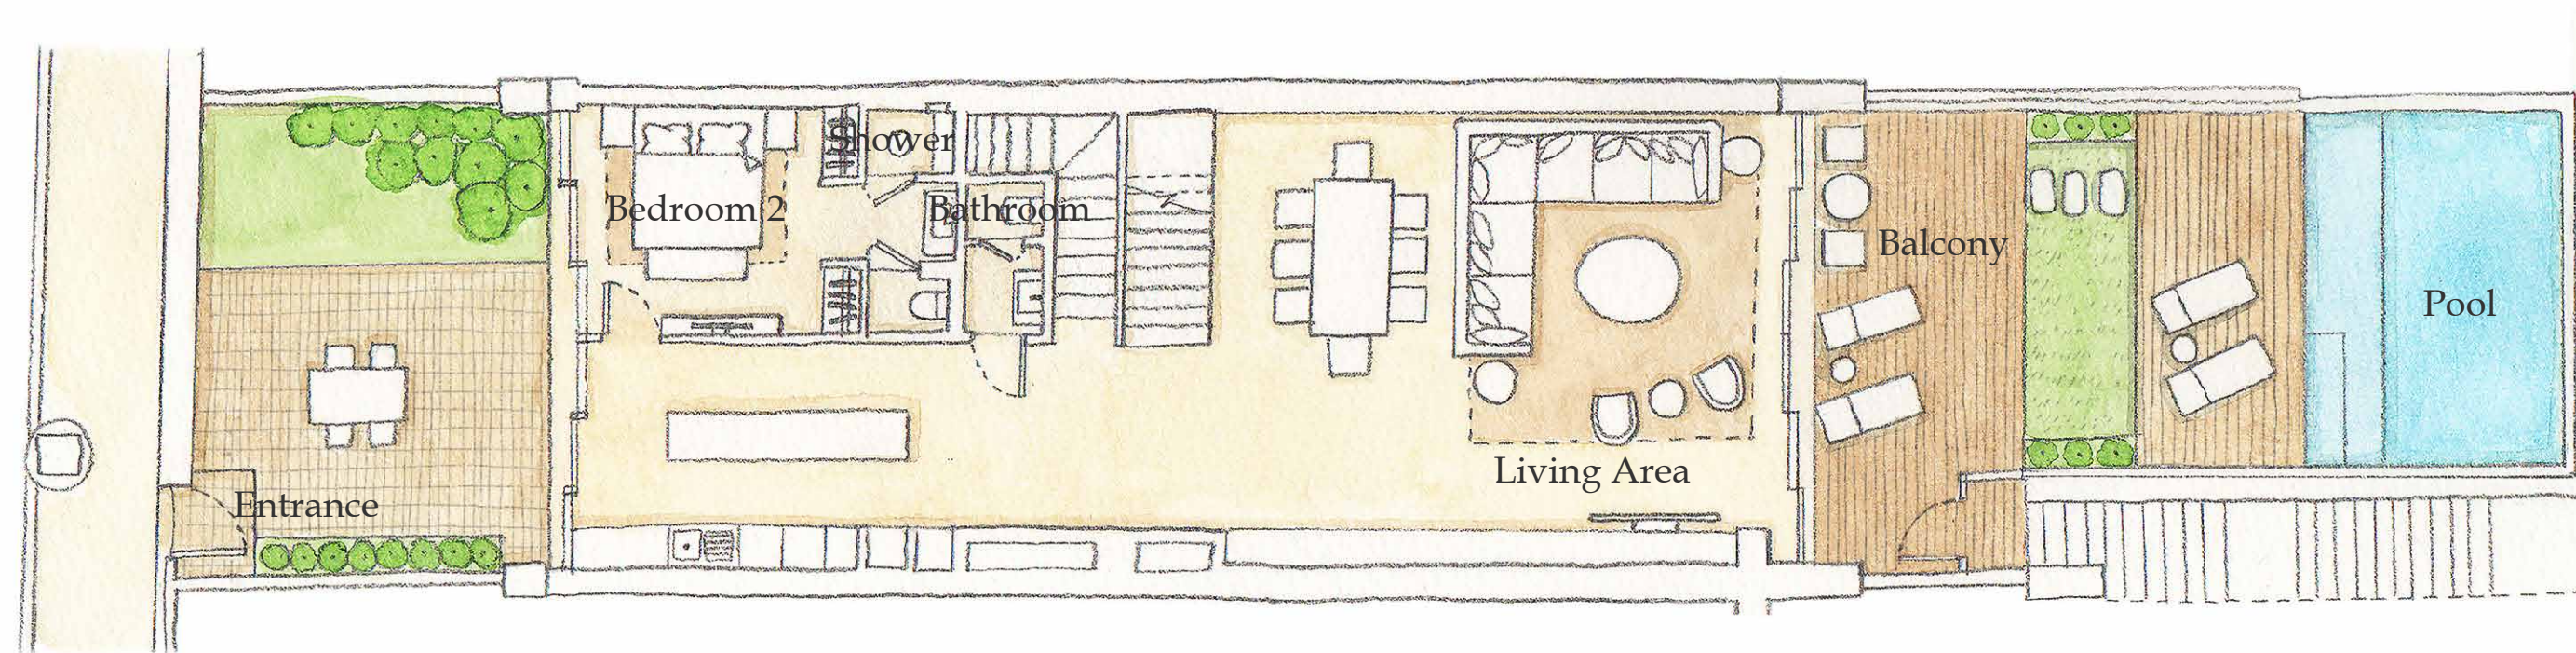 Shower
Bedroom 2
Bathroom
Balcony
Pool
Living Area
Entrance